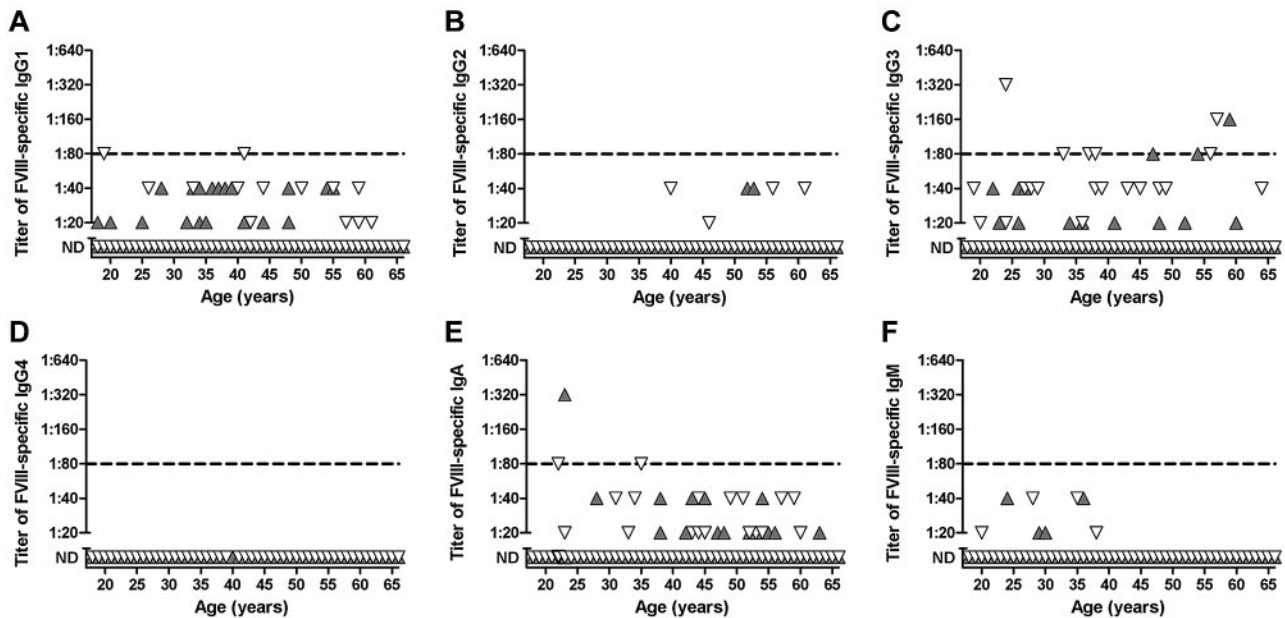 A
Titer of FVIII-specific IgG1
1:640
1:320
1:160
1:80
1:40
1:20
ND
20 25 30 35 40 45 50 55 60 65
Age (years)
B
Titer of FVIII-specific IgG2
1:640
1:320
1:160
1:80
1:40
1:20
ND
20 25 30 35 40 45 50 55 60 65
Age (years)
C
Titer of FVIII-specific IgG3
1:640
1:320
1:160
1:80
1:40
1:20
ND
20 25 30 35 40 45 50 55 60 65
Age (years)
D
Titer of FVIII-specific IgG4
1:640
1:320
1:160
1:80
1:40
1:20
ND
20 25 30 35 40 45 50 55 60 65
Age (years)
E
Titer of FVIII-specific IgA
1:640
1:320
1:160
1:80
1:40
1:20
ND
20 25 30 35 40 45 50 55 60 65
Age (years)
F
Titer of FVIII-specific IgM
1:640
1:320
1:160
1:80
1:40
1:20
ND
20 25 30 35 40 45 50 55 60 65
Age (years)